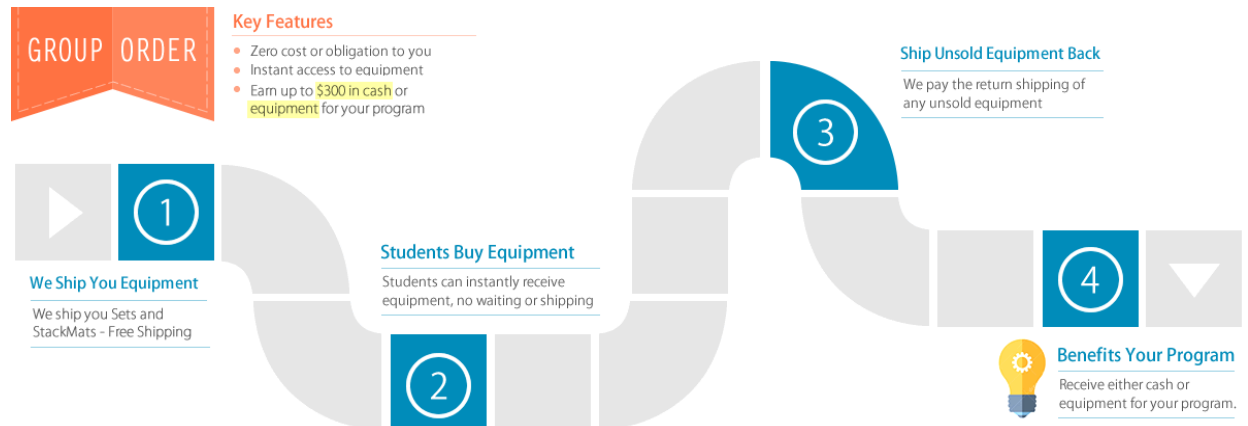 GROUP ORDER
Key Features
Zero cost or obligation to you
Instant access to equipment
Earn up to $300 in cash or
equipment for your program
1
We Ship You Equipment
We ship you Sets and
StackMats - Free Shipping
Students Buy Equipment
Students can instantly receive
equipment, no waiting or shipping
2
3
Ship Unsold Equipment Back
We pay the return shipping of
any unsold equipment
4
Benefits Your Program
Receive either cash or
equipment for your program.